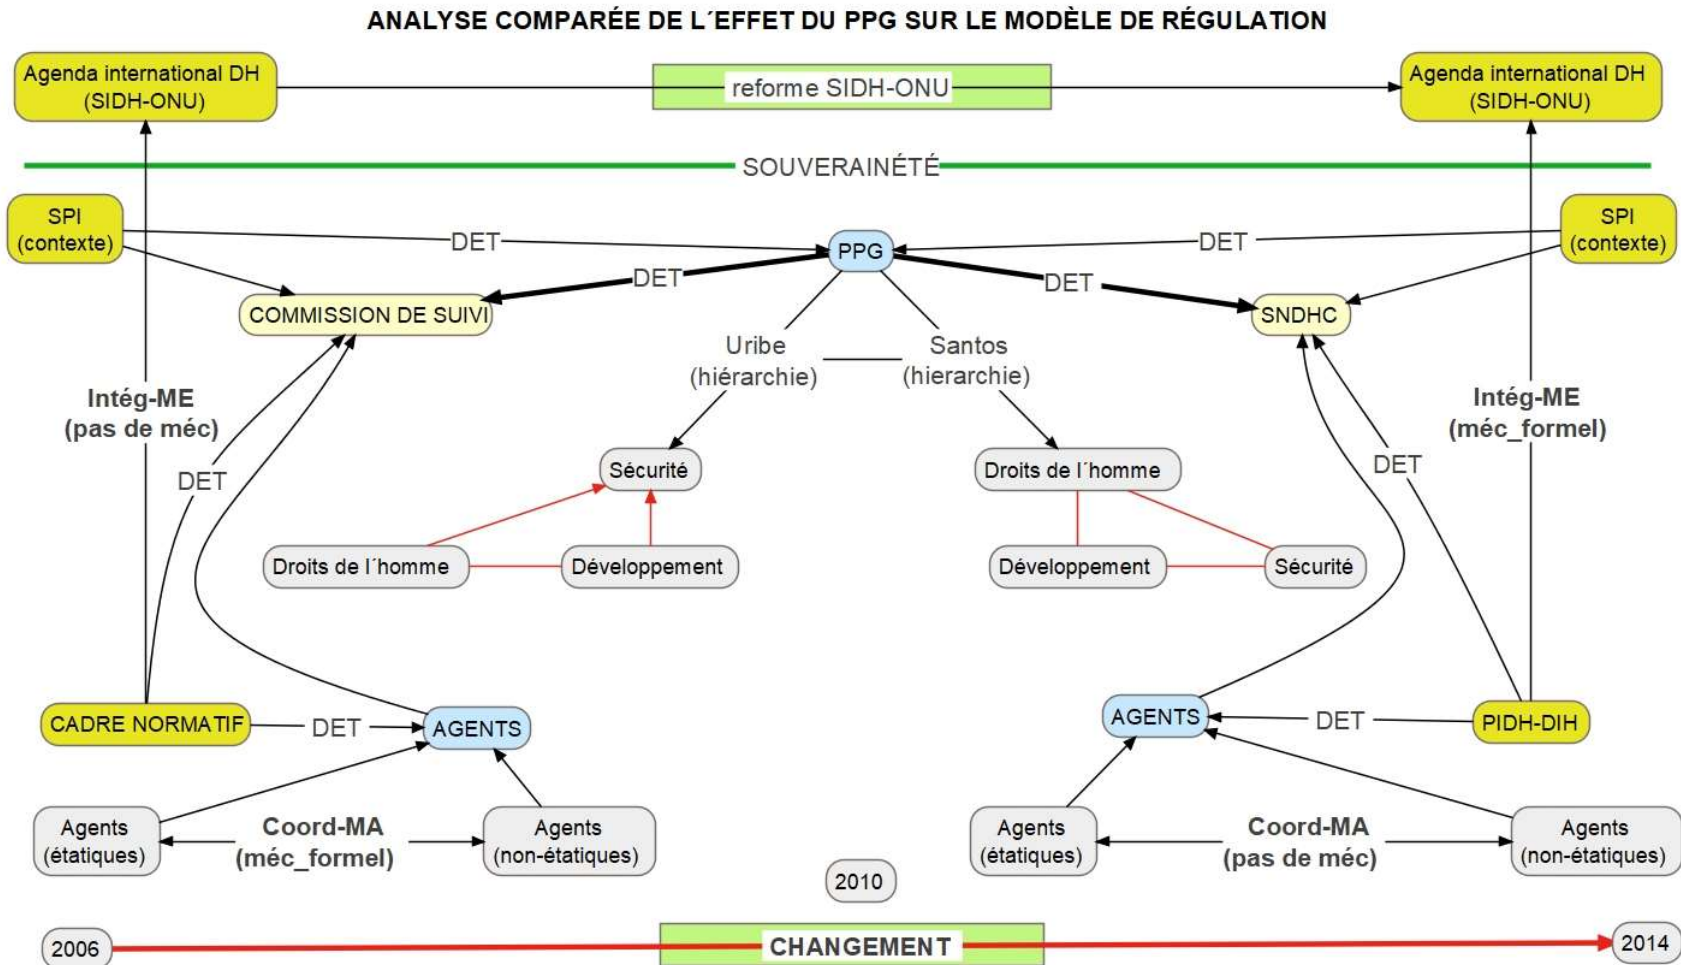 ANALYSE COMPARÉE DE L´EFFET DU PPG SUR LE MODÈLE DE RÉGULATION
Agenda international DH
(SIDH-ONU)
reforme SIDH-ONU
Agenda international DH
(SIDH-ONU)
SOUVERAINÉTÉ
SPI
(contexte)
DET
PPG
DET
SPI
(contexte)
DET
DET
COMMISSION DE SUIVI
SNDHC
Uribe
(hiérarchie)
Santos
(hierarchie)
Intég-ME
(pas de méc)
Intég-ME
(méc_formel)
DET
Sécurité
Droits de l´homme
DET
Droits de l´homme
Développement
Développement
Sécurité
CADRE NORMATIF
DET
AGENTS
AGENTS
DET
PIDH-DIH
Agents
(étatiques)
Coord-MA
(méc_formel)
Agents
(non-étatiques)
Agents
(étatiques)
Coord-MA
(pas de méc)
Agents
(non-étatiques)
2010
2006
CHANGEMENT
2014